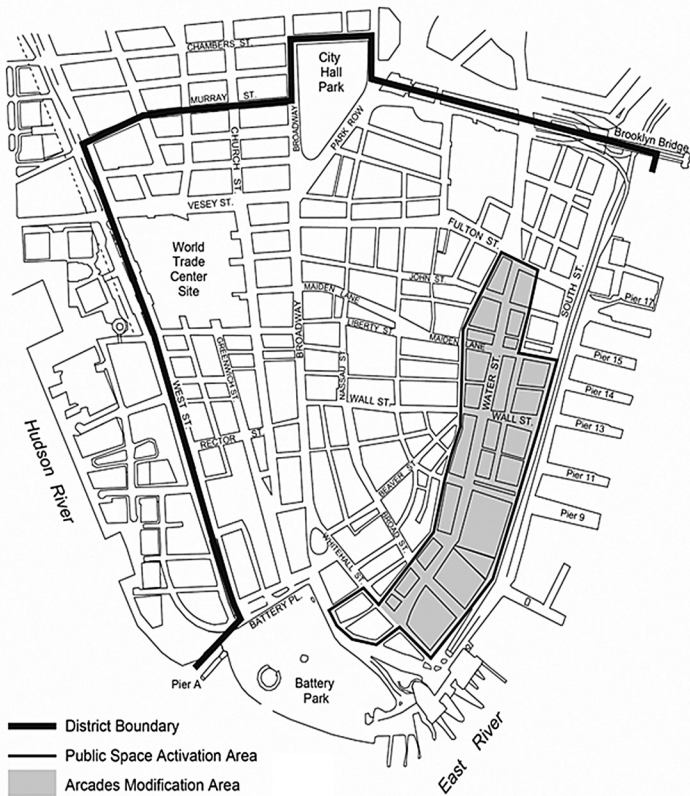 CHAMBERS ST.
City
Hall
Park
MURRAY ST.
BROADWAY
PARK ROW
Brooklyn Bridge
CHURCH ST.
VESEY ST.
FULTON ST.
World
Trade
Center
Site
JOHN ST.
SOUTH ST.
MAIDEN LANE
Pier 17
BROADWAY
LIBERTY ST
MAIDEN LANE
GREENWICH ST
NASSAU ST
WATER ST.
Pier 15
WEST ST.
WALL ST.
Pier 14
WALL ST.
Pier 13
RECTOR ST
Hudson River
BEAVER ST
Pier 11
BROAD ST.
Pier 9
WHITEHALL ST.
BATTERY PL.
0
Pier A
Battery
Park
East River
District Boundary
Public Space Activation Area
Arcades Modification Area